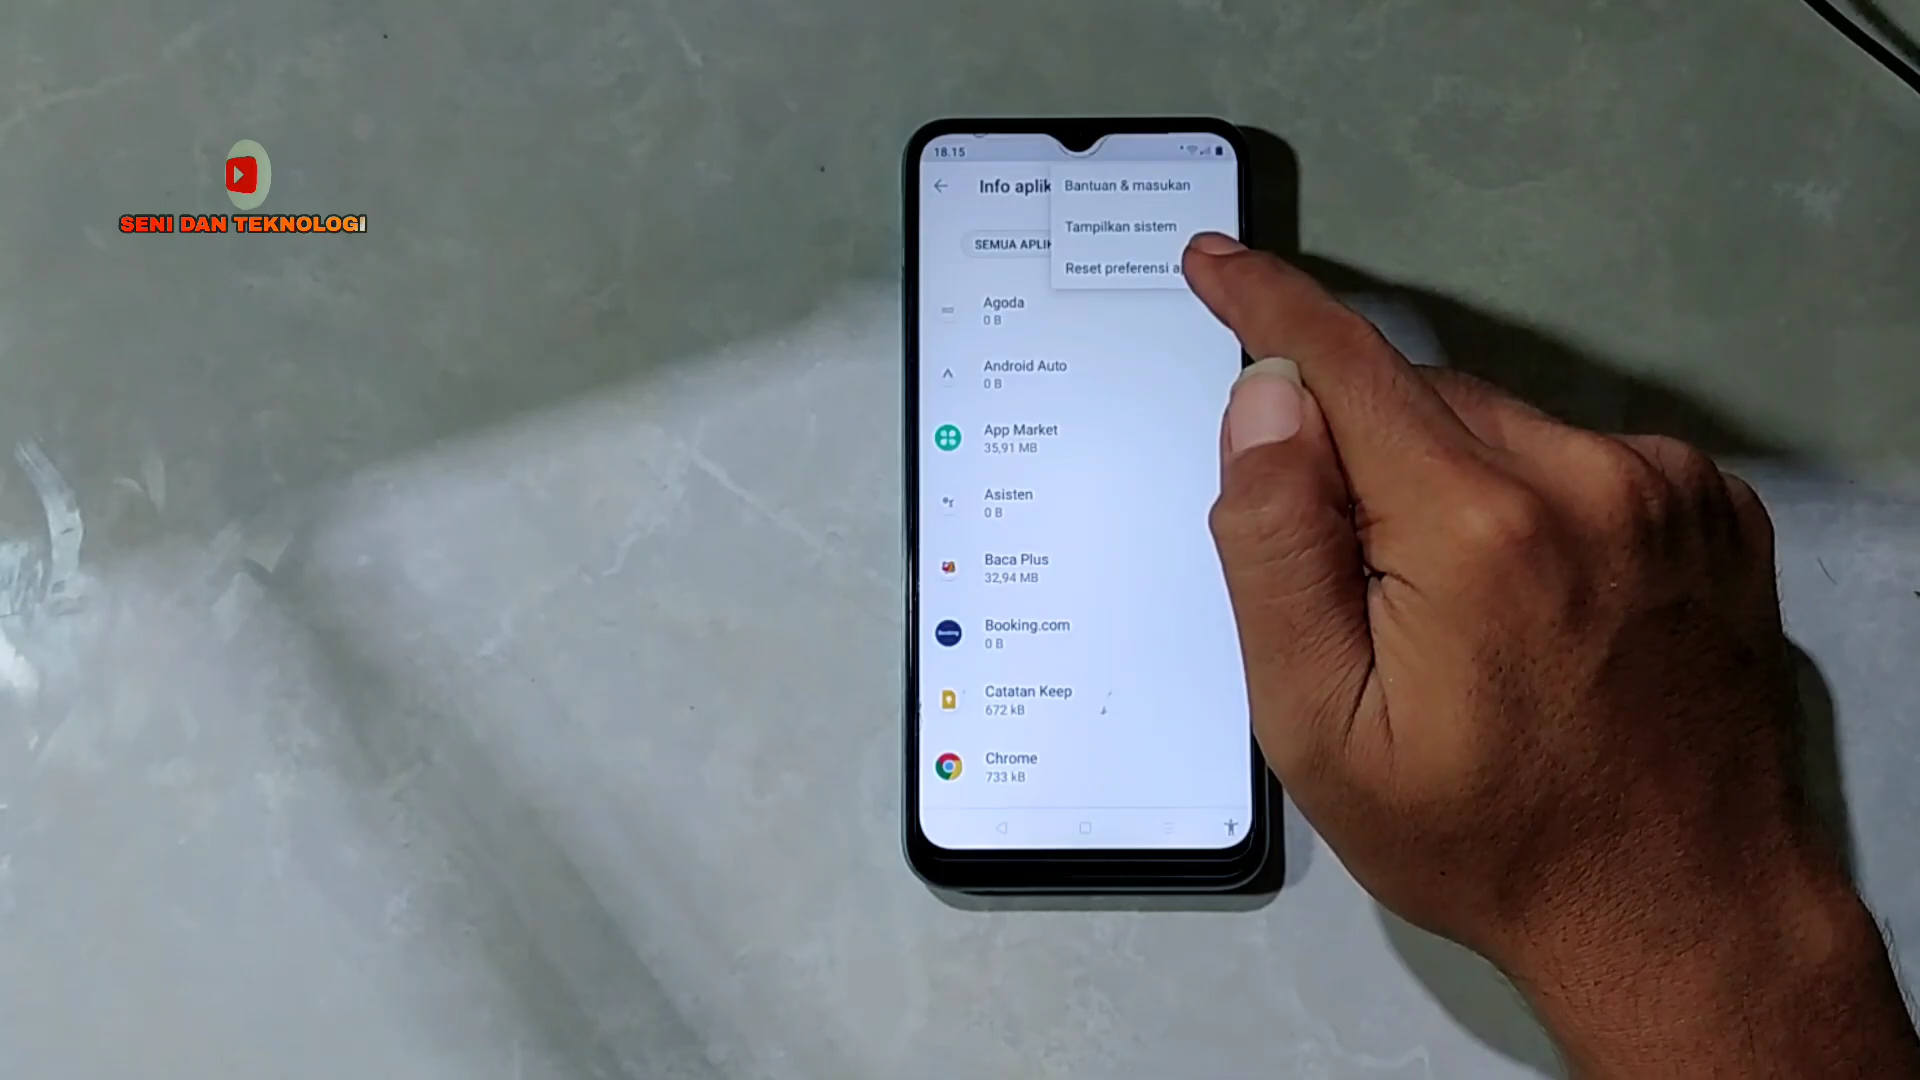 SENI DAN TEKNOLOGI
18.15
Info aplik
Bantuan & masukan
Tampilkan sistem
Reset preferensi
SEMUA APLIK
Agoda
0 B
Android Auto
0 B
App Market
35,91 MB
Asisten
0 B
Baca Plus
32,94 MB
Booking.com
0 B
Catatan Keep
672 kB
Chrome
733 kB